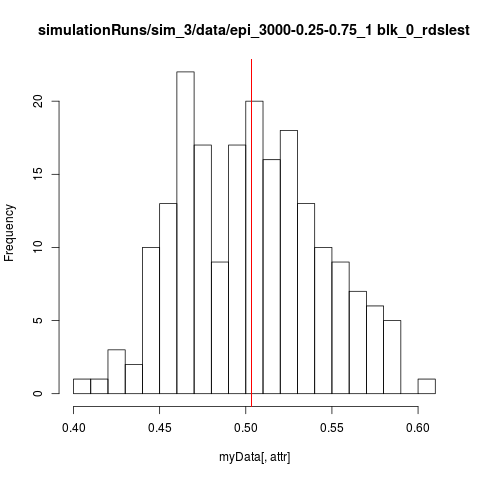 simulationRuns/sim_3/data/epi_3000-0.25-0.75_1 blk_0_rdslest
Frequency
20
15
10
5
0
0.40 0.45 0.50 0.55 0.60
myData[, attr]